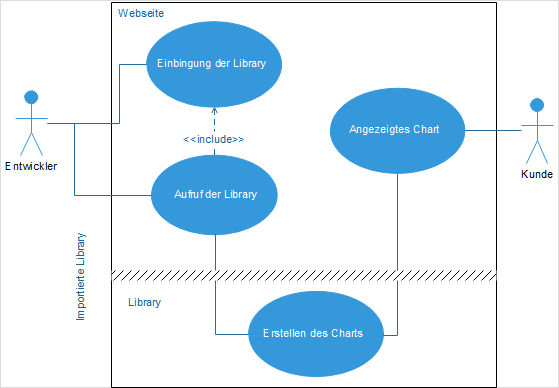 Webseite
Einbingung der Library
Angezeigtes Chart
<<include>>
Entwickler
Kunde
Aufruf der Library
Importierte Library
Library
Erstellen des Charts